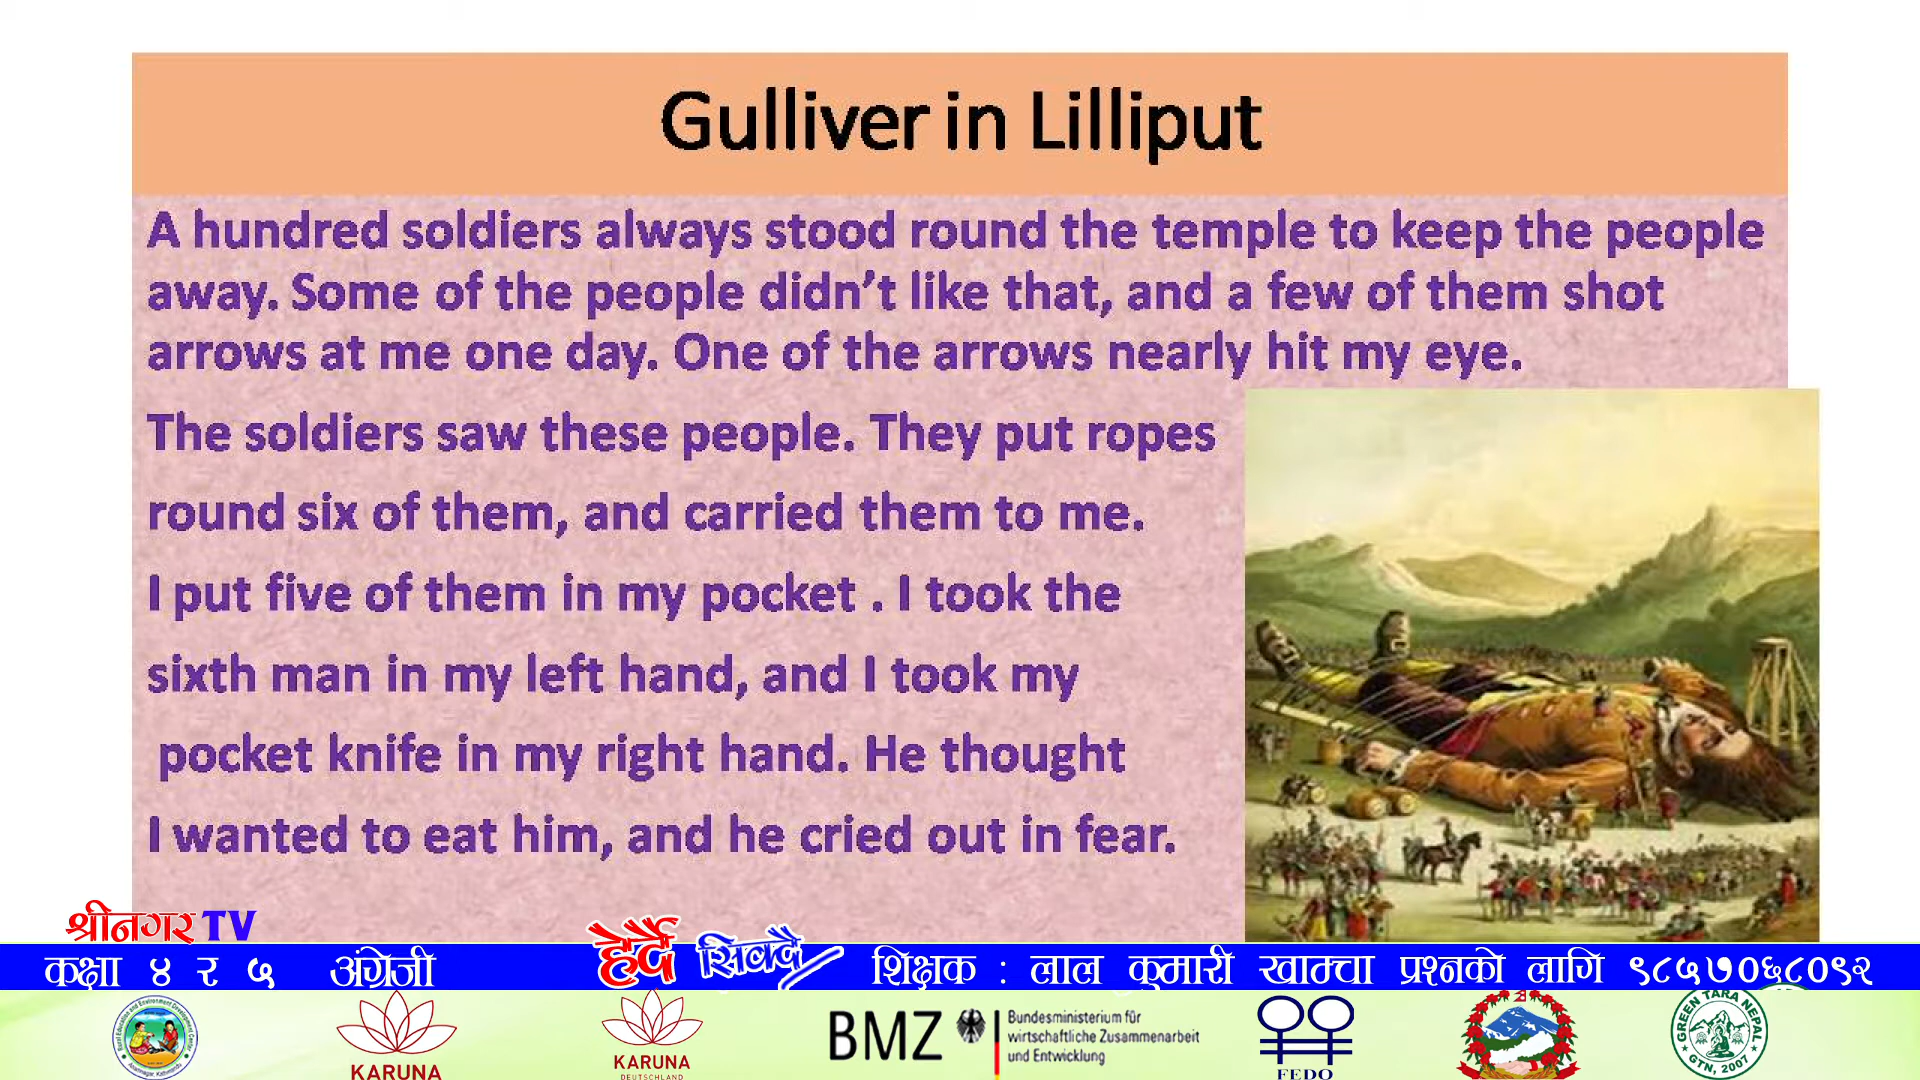 Gulliver in Lilliput
A hundred soldiers always stood round the temple to keep the people
away. Some of the people didn't like that, and a few of them shot
arrows at me one day. One of the arrows nearly hit my eye.
The soldiers saw these people. They put ropes
round six of them, and carried them to me.
I put five of them in my pocket . I took the
sixth man in my left hand, and I took my
pocket knife in my right hand. He thought
I wanted to eat him, and he cried out in fear.
श्रीनगर TV
कक्षा ४ र ५ अंग्रेजी
हेर्दै सिक्दै
शिक्षक : लाल कुमारी खाम्चा प्रश्नको लागि ९८५७०६८०९२
KARUNA
KARUNA
DEUTSCHLAND
BMZ
Bundesministerium für
wirtschaftliche Zusammenarbeit
und Entwicklung
FEDO
GREEN TARA NEPAL
GTN, 2007